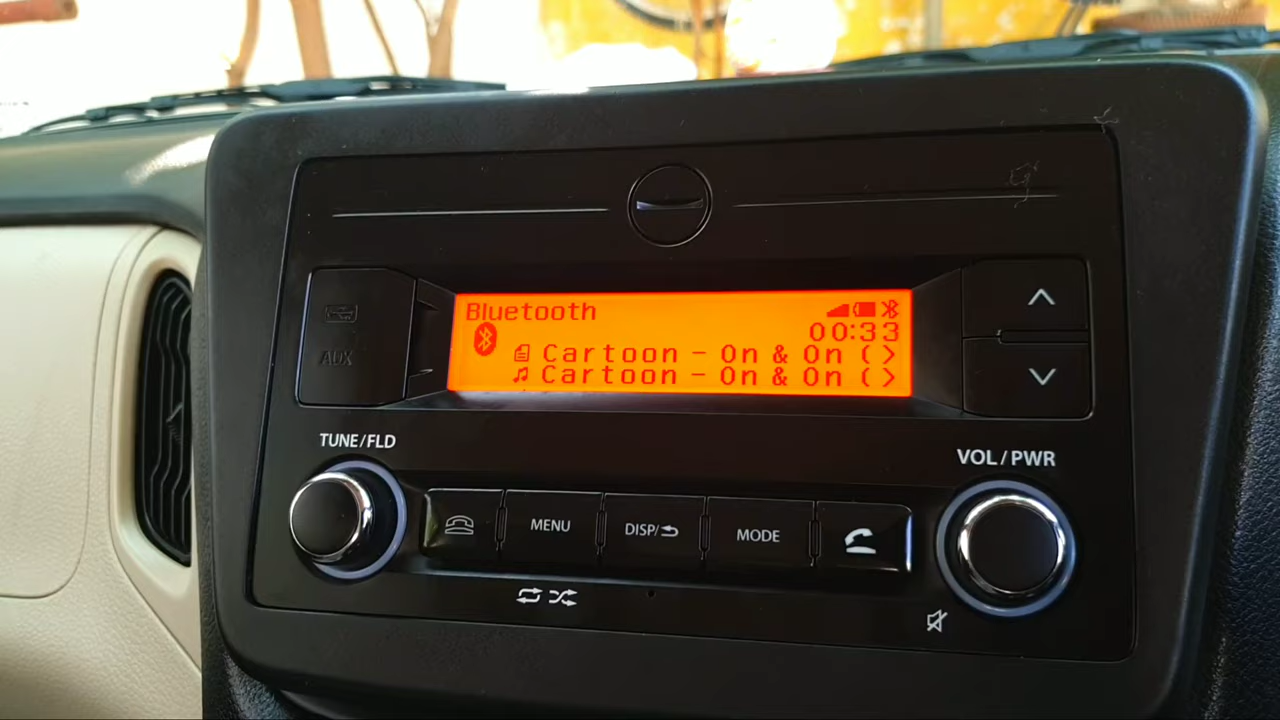 Bluetooth
00:33
Cartoon - On & On (>
Cartoon - On & On (>
AUX
TUNE/FLD
VOL/PWR
MENU
DISP/
MODE